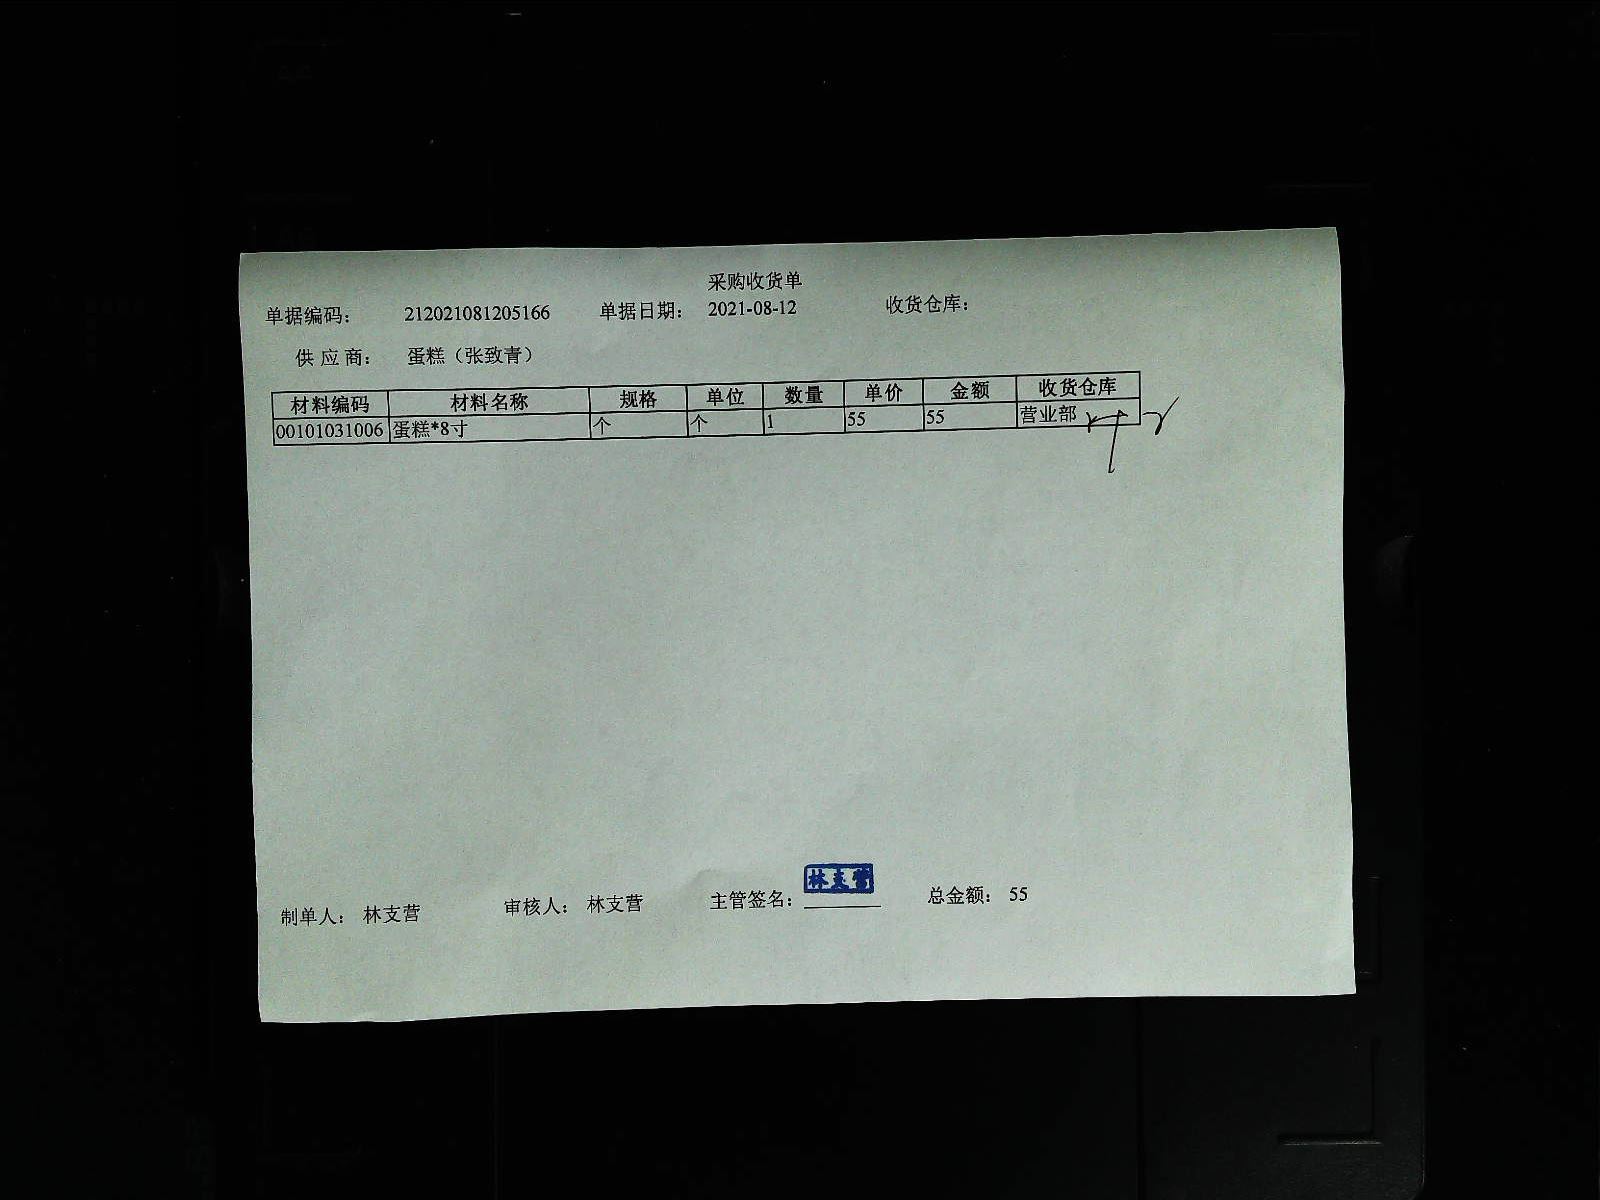 采购收货单
单据编码： 212021081205166 单据日期： 2021-08-12 收货仓库：
供应商： 蛋糕（张致青）
材料编码 材料名称 规格 单位 数量 单价 金额 收货仓库
00101031006 蛋糕*8寸 个 个 1 55 55 营业部
林支营
制单人： 林支营 审核人： 林支营 主管签名： 总金额： 55